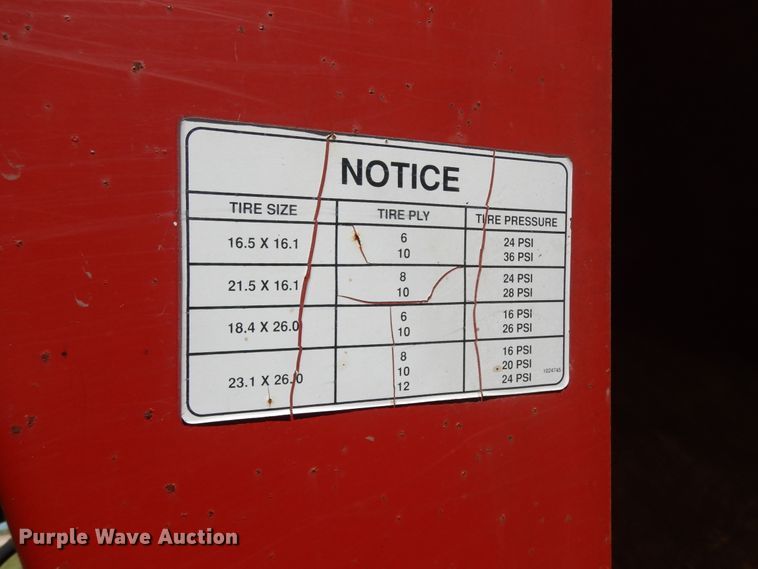 NOTICE
TIRE SIZE TIRE PLY TIRE PRESSURE
16.5 X 16.1 6 24 PSI
10 36 PSI
21.5 X 16.1 8 24 PSI
10 28 PSI
18.4 X 26.0 6 16 PSI
10 26 PSI
23.1 X 26.0 8 16 PSI
10 20 PSI
12 24 PSI
1024745
Purple Wave Auction